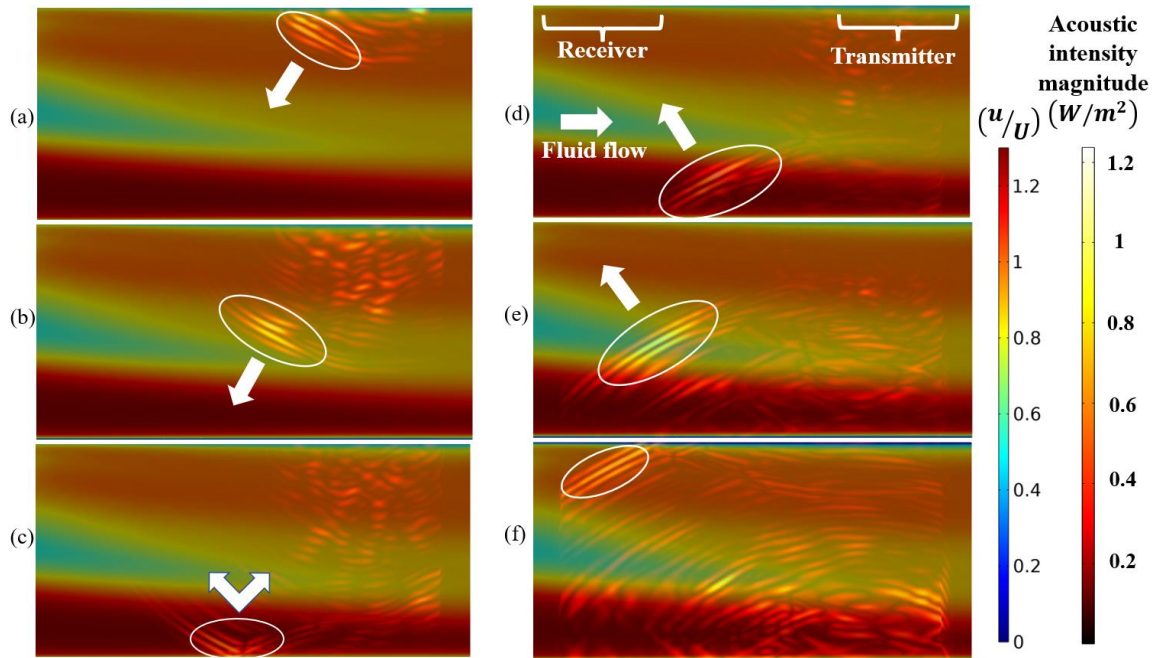 (a)
(b)
(c)
(d)
(e)
(f)
Receiver
Transmitter
Fluid flow
(u/U)
1.2
1
0.8
0.6
0.4
0.2
0
Acoustic
intensity
magnitude
(W/m²)
1.2
1
0.8
0.6
0.4
0.2